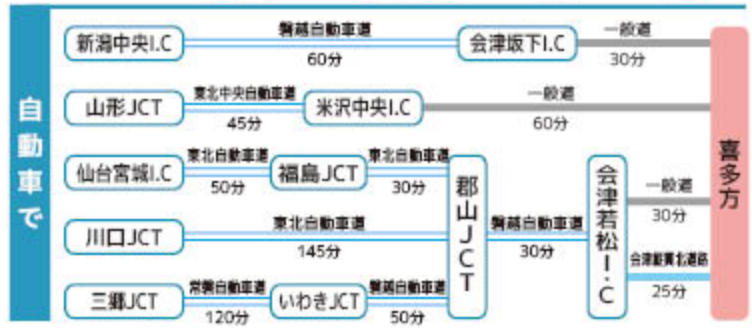 自動車で
新潟中央I.C
磐越自動車道
60分
会津坂下I.C
一般道
30分
山形JCT
東北中央自動車道
45分
米沢中央I.C
一般道
60分
仙台宮城I.C
東北自動車道
50分
福島JCT
東北自動車道
30分
川口JCT
東北自動車道
145分
三郷JCT
常磐自動車道
120分
いわきJCT
磐越自動車道
50分
郡山JCT
磐越自動車道
30分
会津若松I.C
一般道
30分
会津縦貫北道路
25分
喜多方